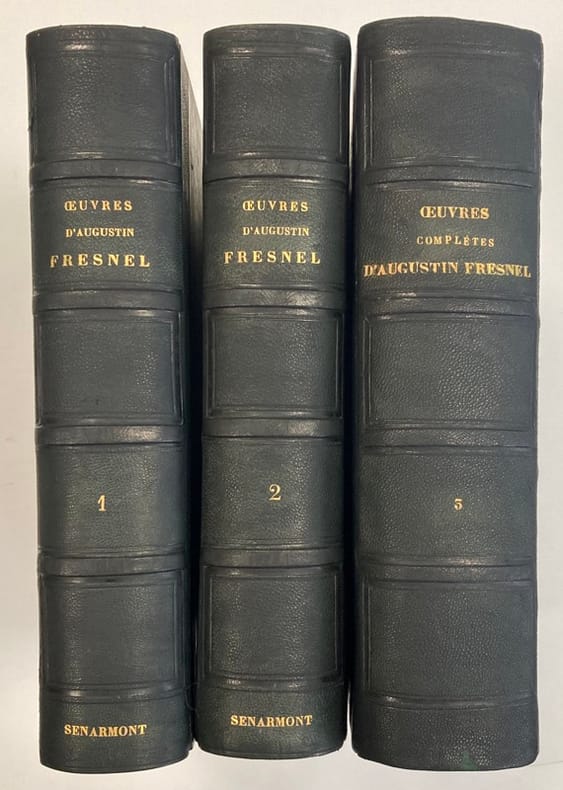 ŒUVRES
D'AUGUSTIN
FRESNEL
1
SENARMONT
ŒUVRES
D'AUGUSTIN
FRESNEL
2
SENARMONT
ŒUVRES
COMPLÈTES
D'AUGUSTIN FRESNEL
3